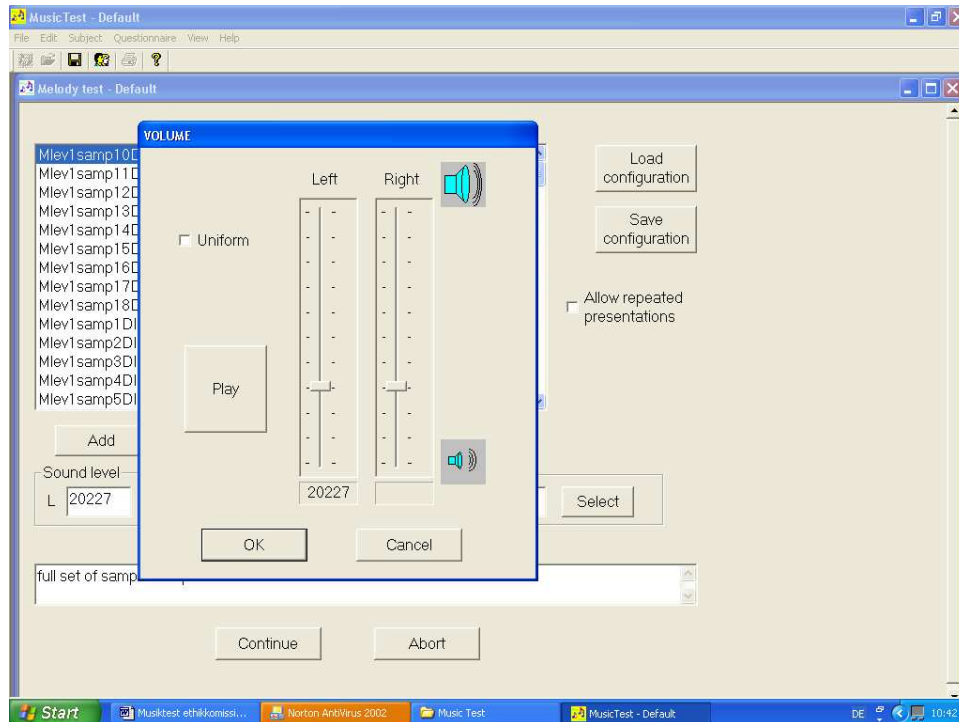 MusicTest - Default
File Edit Subject Questionnaire View Help
Melody test - Default
VOLUME
Mlev1samp10D
Mlev1samp11D
Mlev1samp12D
Mlev1samp13D
Mlev1samp14D
Mlev1samp15D
Mlev1samp16D
Mlev1samp17D
Mlev1samp18D
Mlev1samp1DI
Mlev1samp2DI
Mlev1samp3DI
Mlev1samp4DI
Mlev1samp5DI
Left Right
Uniform
Play
20227
OK Cancel
Load
configuration
Save
configuration
Allow repeated
presentations
Add
Sound level
L 20227
Select
full set of samp
Continue Abort
Start Musiktest ethikkomissi... Norton AntiVirus 2002 Music Test MusicTest - Default DE 10:42